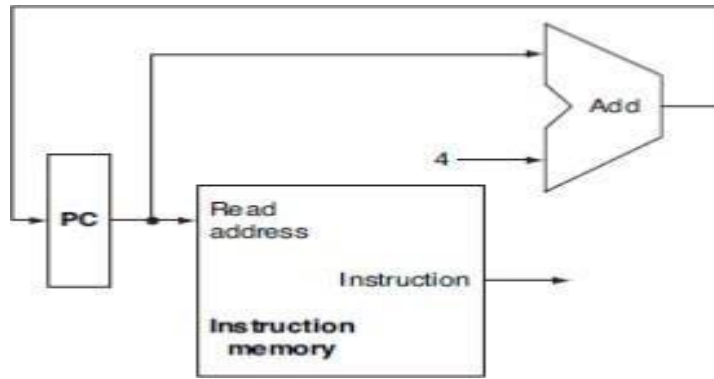 Add
4
PC
Read
address
Instruction
Instruction
memory